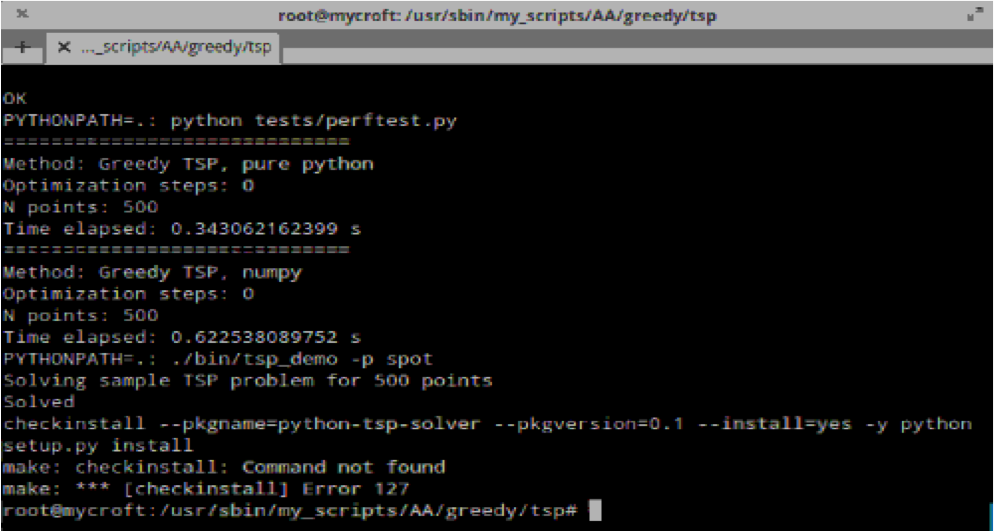 root@mycroft: /usr/sbin/my_scripts/AA/greedy/tsp
..._scripts/AA/greedy/tsp
OK
PYTHONPATH=.: python tests/perftest.py
==============================
Method: Greedy TSP, pure python
Optimization steps: 0
N points: 500
Time elapsed: 0.343062162399 s
==============================
Method: Greedy TSP, numpy
Optimization steps: 0
N points: 500
Time elapsed: 0.622538089752 s
PYTHONPATH=.: ./bin/tsp_demo -p spot
Solving sample TSP problem for 500 points
Solved
checkinstall --pkgname=python-tsp-solver --pkgversion=0.1 --install=yes -y python
setup.py install
make: checkinstall: Command not found
make: *** [checkinstall] Error 127
root@mycroft:/usr/sbin/my_scripts/AA/greedy/tsp#